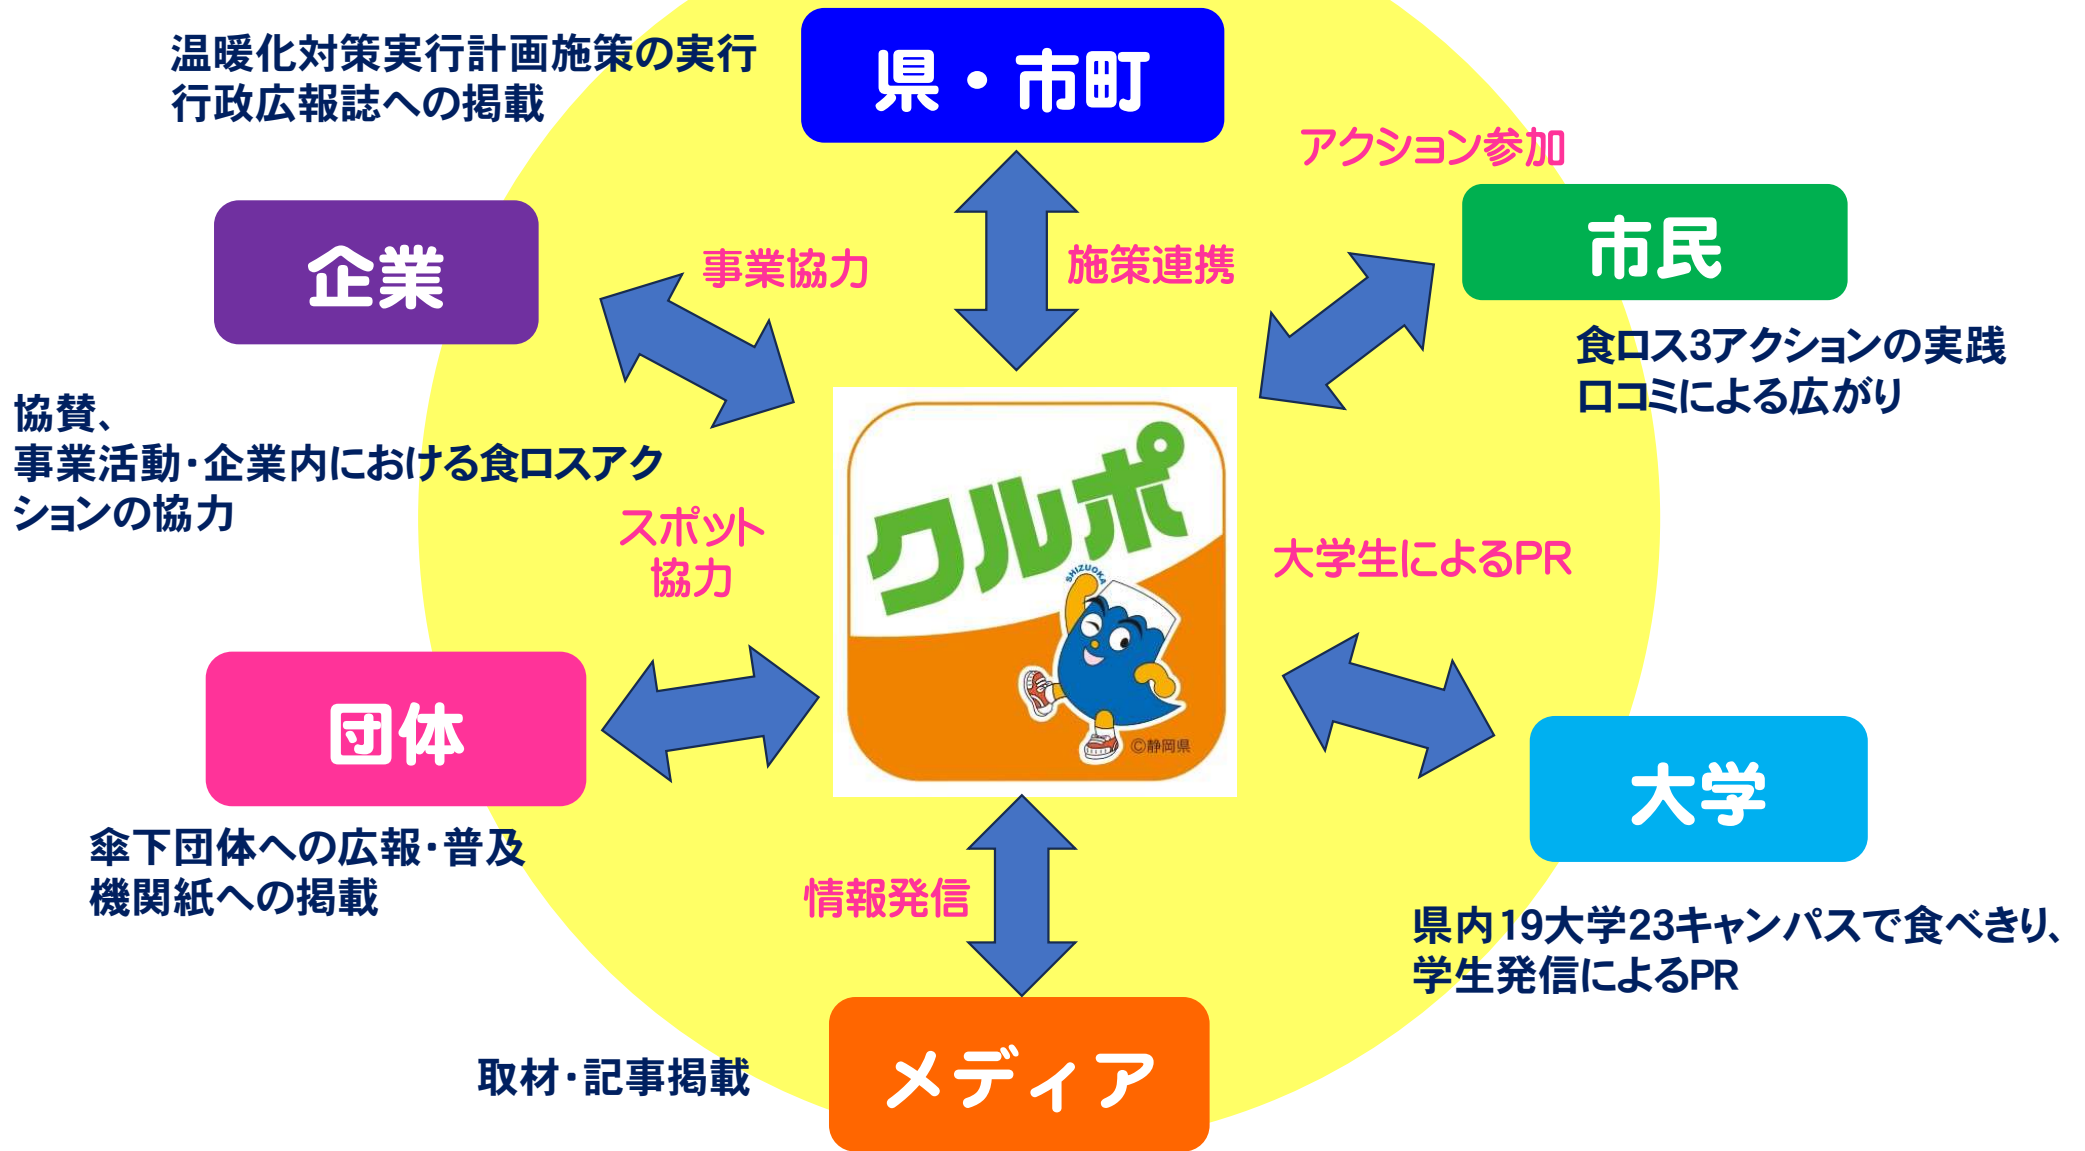 温暖化対策実行計画施策の実行
行政広報誌への掲載
県・市町
アクション参加
企業
事業協力
施策連携
市民
食ロス3アクションの実践
口コミによる広がり
協賛、
事業活動・企業内における食ロスアク
ションの協力
スポット
協力
クルポ
SHIZUOKA
©静岡県
大学生によるPR
団体
傘下団体への広報・普及
機関紙への掲載
情報発信
大学
県内19大学23キャンパスで食べきり、
学生発信によるPR
取材・記事掲載
メディア